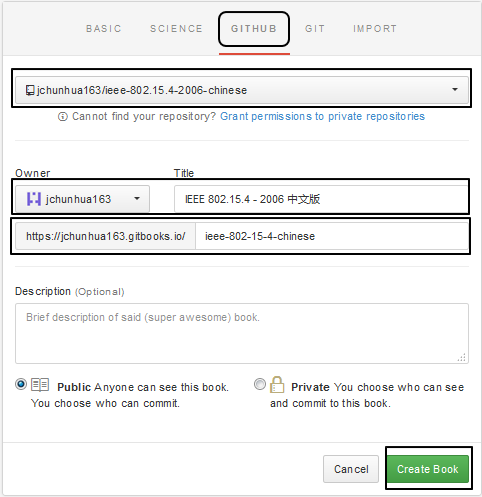 BASIC SCIENCE GITHUB GIT IMPORT
jchunhua163/ieee-802.15.4-2006-chinese
Cannot find your repository? Grant permissions to private repositories
Owner Title
jchunhua163 IEEE 802.15.4 - 2006 中文版
https://jchunhua163.gitbooks.io/ ieee-802-15-4-chinese
Description (Optional)
Brief description of said (super awesome) book.
Public Anyone can see this book.
You choose who can commit.
Private You choose who can see
and commit to this book.
Cancel Create Book